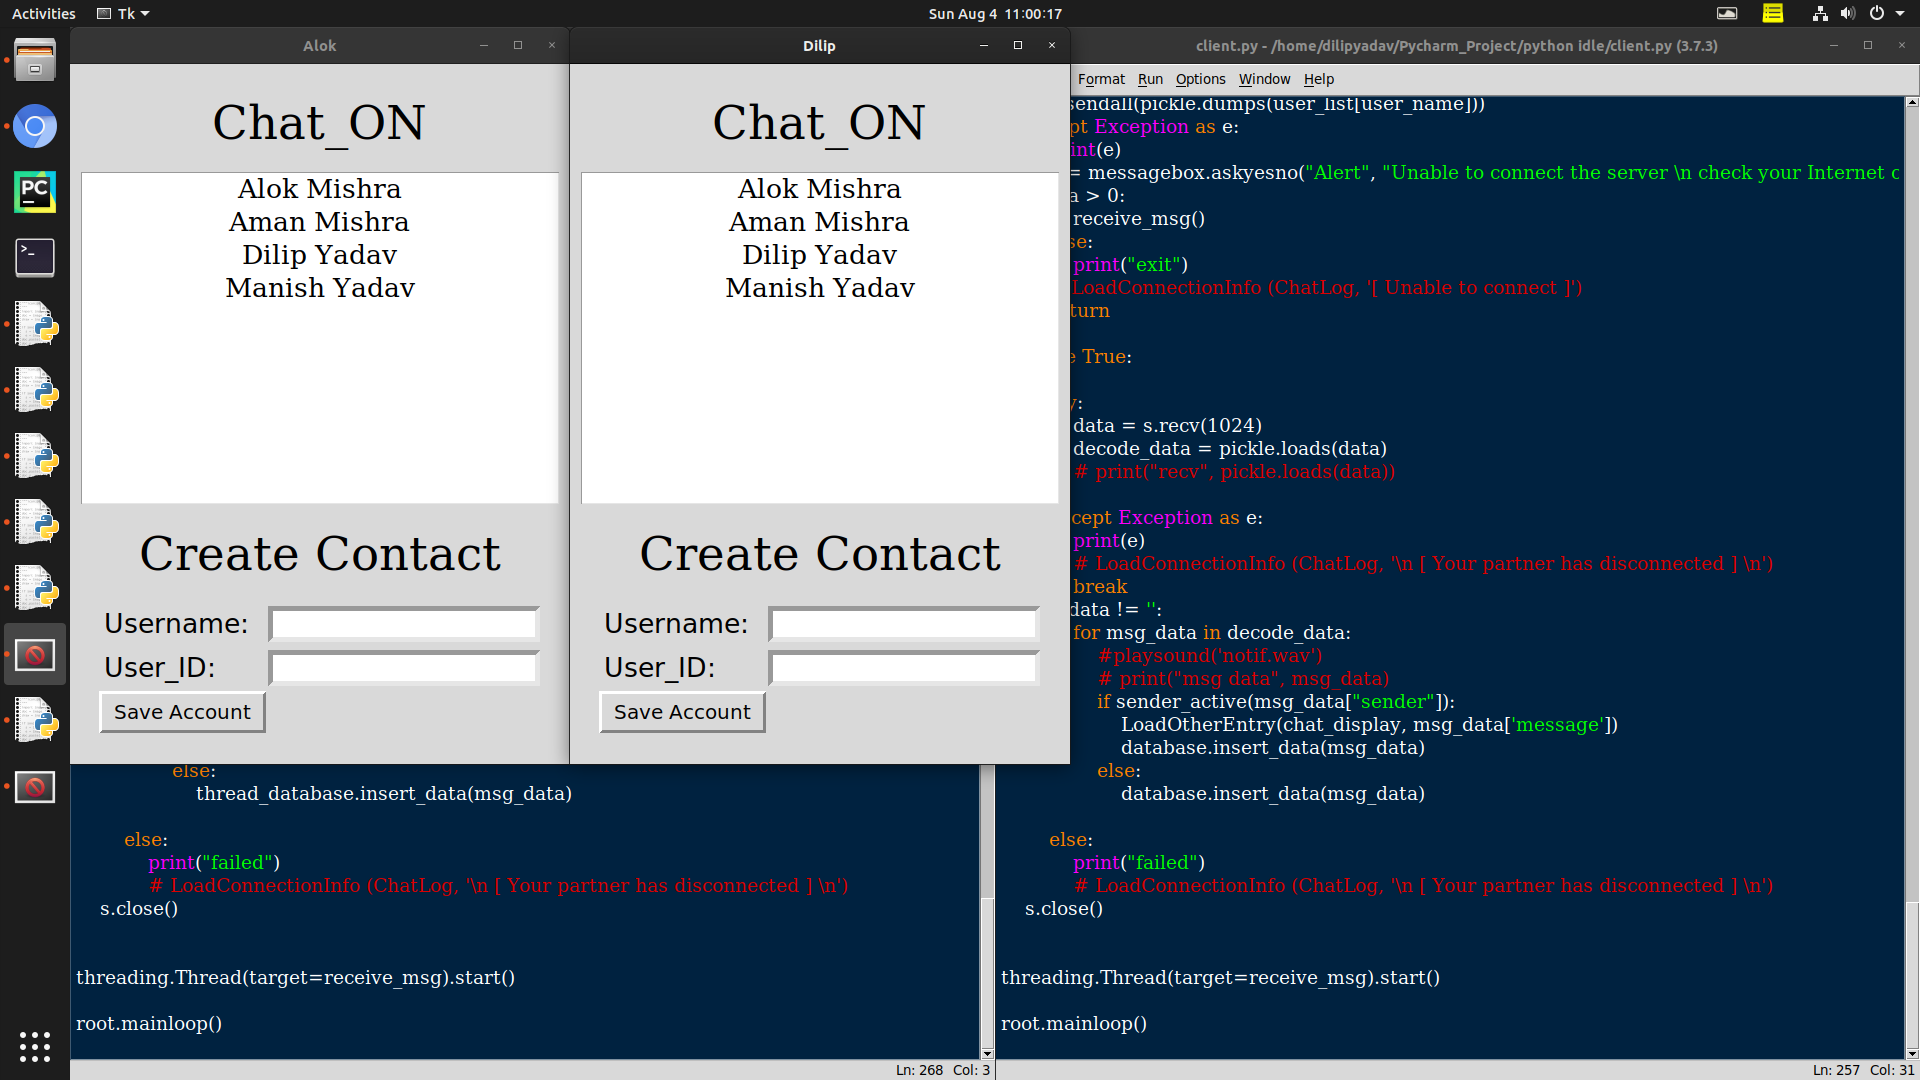 Activities Tk Sun Aug 4 11:00:17
Alok
Chat_ON
Alok Mishra
Aman Mishra
Dilip Yadav
Manish Yadav
Create Contact
Username:
User_ID:
Save Account
Dilip
Chat_ON
Alok Mishra
Aman Mishra
Dilip Yadav
Manish Yadav
Create Contact
Username:
User_ID:
Save Account
else:
thread_database.insert_data(msg_data)
else:
print("failed")
# LoadConnectionInfo (ChatLog, '\n [ Your partner has disconnected ] \n')
s.close()
threading.Thread(target=receive_msg).start()
root.mainloop()
Ln: 268 Col: 3
client.py - /home/dilipyadav/Pycharm_Project/python idle/client.py (3.7.3)
Format Run Options Window Help
sendall(pickle.dumps(user_list[user_name]))
pt Exception as e:
int(e)
= messagebox.askyesno("Alert", "Unable to connect the server \n check your Internet c
a > 0:
receive_msg()
se:
print("exit")
LoadConnectionInfo (ChatLog, '[ Unable to connect ]')
turn
e True:
y:
data = s.recv(1024)
decode_data = pickle.loads(data)
# print("recv", pickle.loads(data))
cept Exception as e:
print(e)
# LoadConnectionInfo (ChatLog, '\n [ Your partner has disconnected ] \n')
break
data != '':
for msg_data in decode_data:
#playsound('notif.wav')
# print("msg data", msg_data)
if sender_active(msg_data["sender"]):
LoadOtherEntry(chat_display, msg_data['message'])
database.insert_data(msg_data)
else:
database.insert_data(msg_data)
else:
print("failed")
# LoadConnectionInfo (ChatLog, '\n [ Your partner has disconnected ] \n')
s.close()
threading.Thread(target=receive_msg).start()
root.mainloop()
Ln: 257 Col: 31
PC